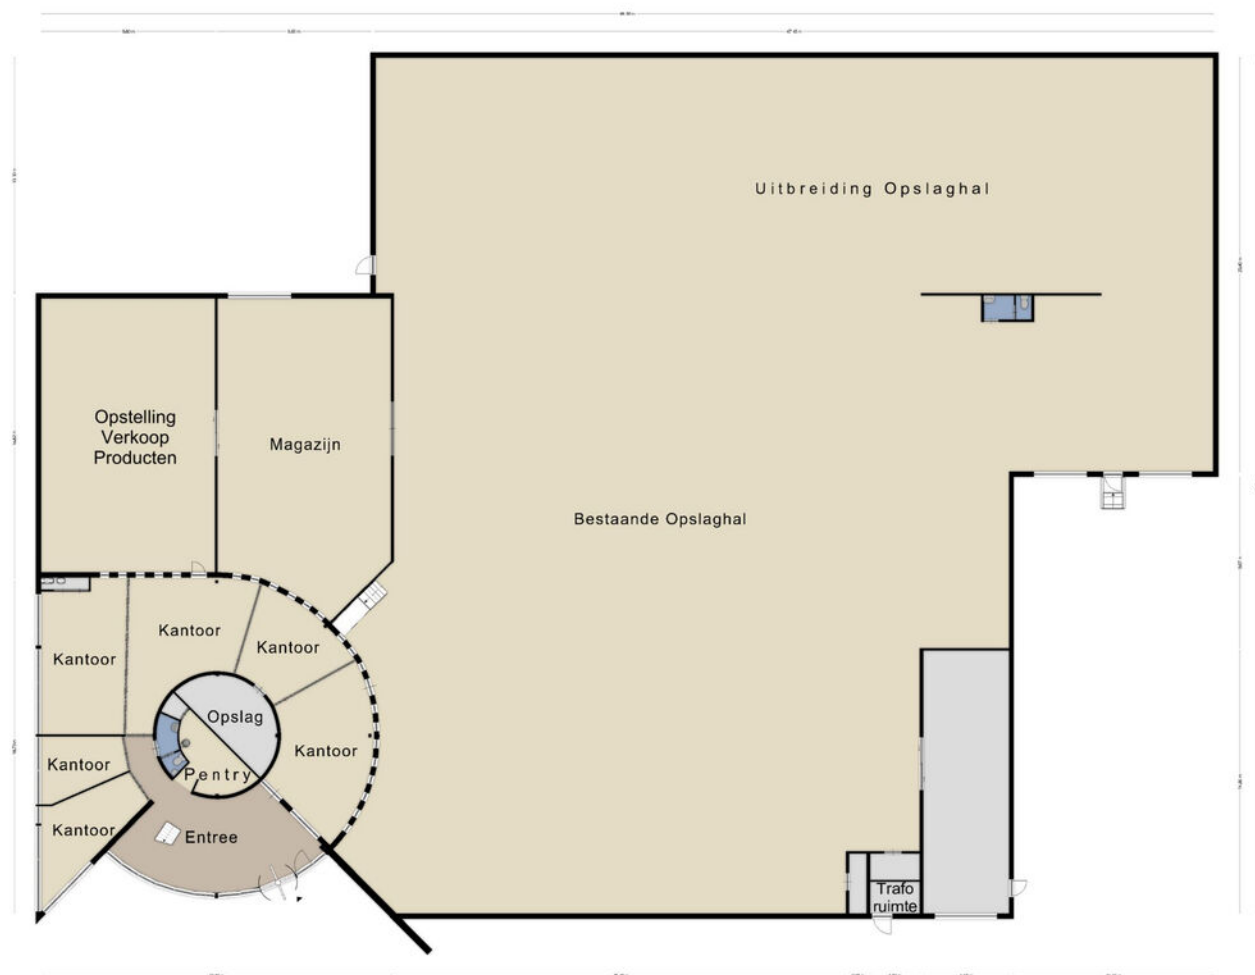 Uitbreiding Opslaghal
Opstelling
Verkoop
Producten
Magazijn
Bestaande Opslaghal
Kantoor
Kantoor
Kantoor
Opslag
Kantoor
Kantoor
Pentry
Kantoor
Entree
Trafo
ruimte